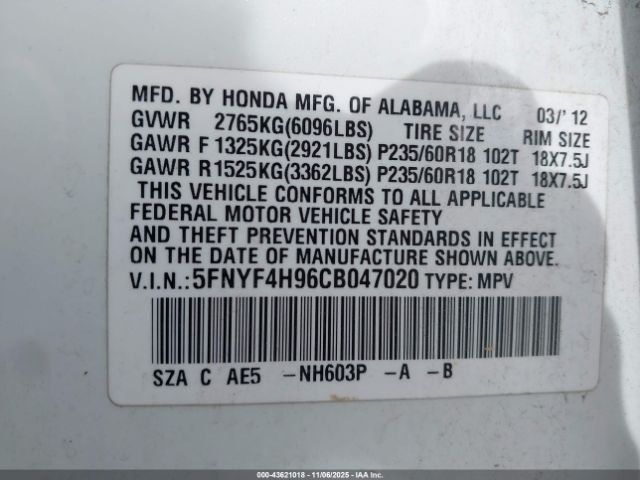 MFD. BY HONDA MFG. OF ALABAMA, LLC 03/'12
GVWR 2765KG(6096LBS) TIRE SIZE RIM SIZE
GAWR F 1325KG(2921LBS) P235/60R18 102T 18X7.5J
GAWR R1525KG(3362LBS) P235/60R18 102T 18X7.5J
THIS VEHICLE CONFORMS TO ALL APPLICABLE
FEDERAL MOTOR VEHICLE SAFETY
AND THEFT PREVENTION STANDARDS IN EFFECT
ON THE DATE OF MANUFACTURE SHOWN ABOVE.
V.I.N.:5FNYF4H96CB047020 TYPE: MPV
SZA C AE5 -NH603P -A -B
000-43621018 - 11/06/2025 - IAAI.COM